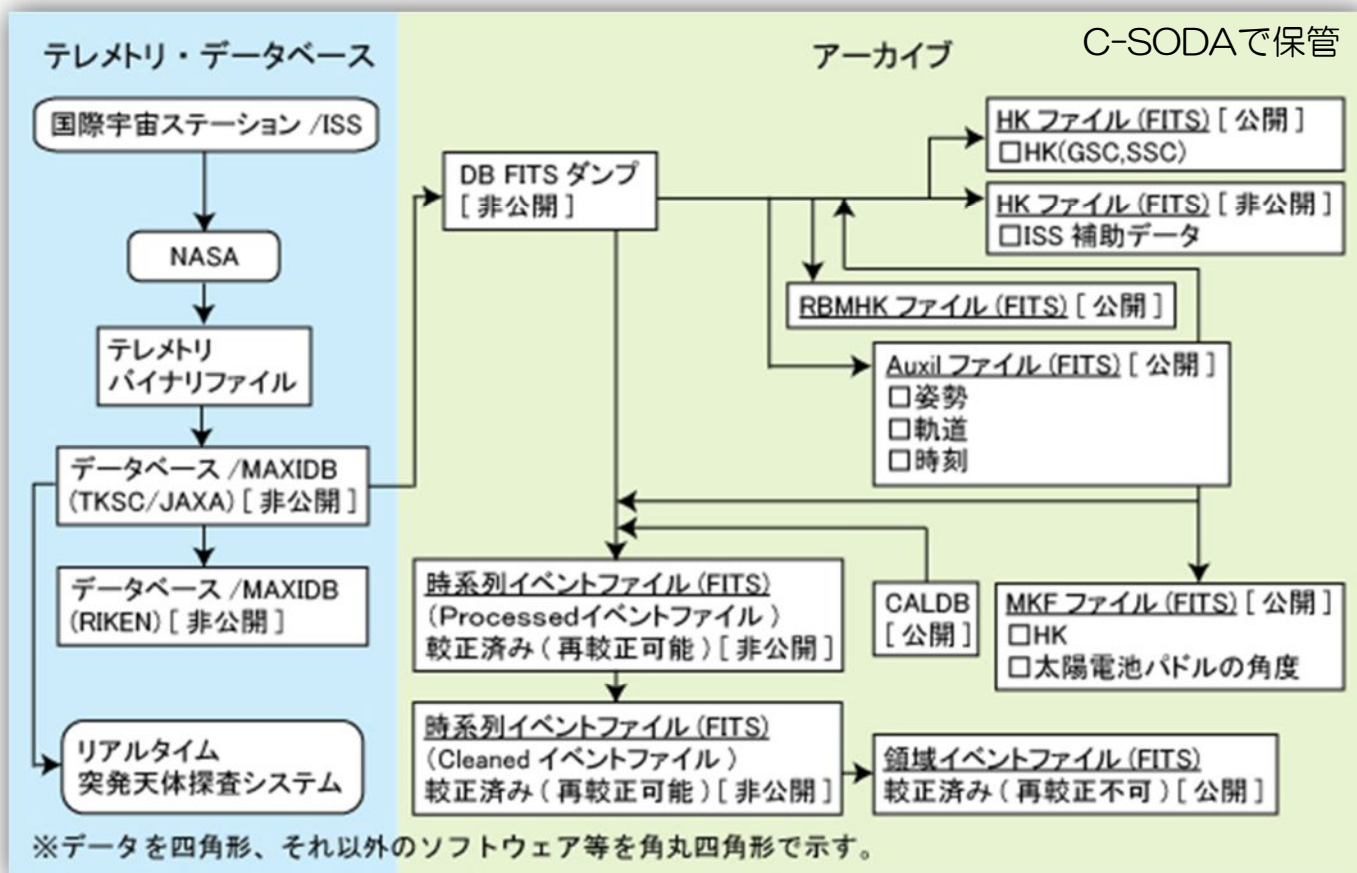 テレメトリ・データベース
国際宇宙ステーション /ISS
NASA
テレメトリ
バイナリファイル
データベース /MAXIDB
(TKSC/JAXA) [ 非公開 ]
データベース /MAXIDB
(RIKEN) [ 非公開 ]
リアルタイム
突発天体探査システム
アーカイブ
C-SODAで保管
DB FITS ダンプ
[ 非公開 ]
HK ファイル (FITS) [ 公開 ]
□HK(GSC,SSC)
HK ファイル (FITS) [ 非公開 ]
□ISS 補助データ
RBMHK ファイル (FITS) [ 公開 ]
Auxil ファイル (FITS) [ 公開 ]
□姿勢
□軌道
□時刻
時系列イベントファイル (FITS)
(Processedイベントファイル )
較正済み ( 再較正可能 ) [ 非公開 ]
CALDB
[ 公開 ]
MKF ファイル (FITS) [ 公開 ]
□HK
□太陽電池パドルの角度
時系列イベントファイル (FITS)
(Cleaned イベントファイル )
較正済み ( 再較正可能 ) [ 非公開 ]
領域イベントファイル (FITS)
較正済み ( 再較正不可 ) [ 公開 ]
※データを四角形、それ以外のソフトウェア等を角丸四角形で示す。